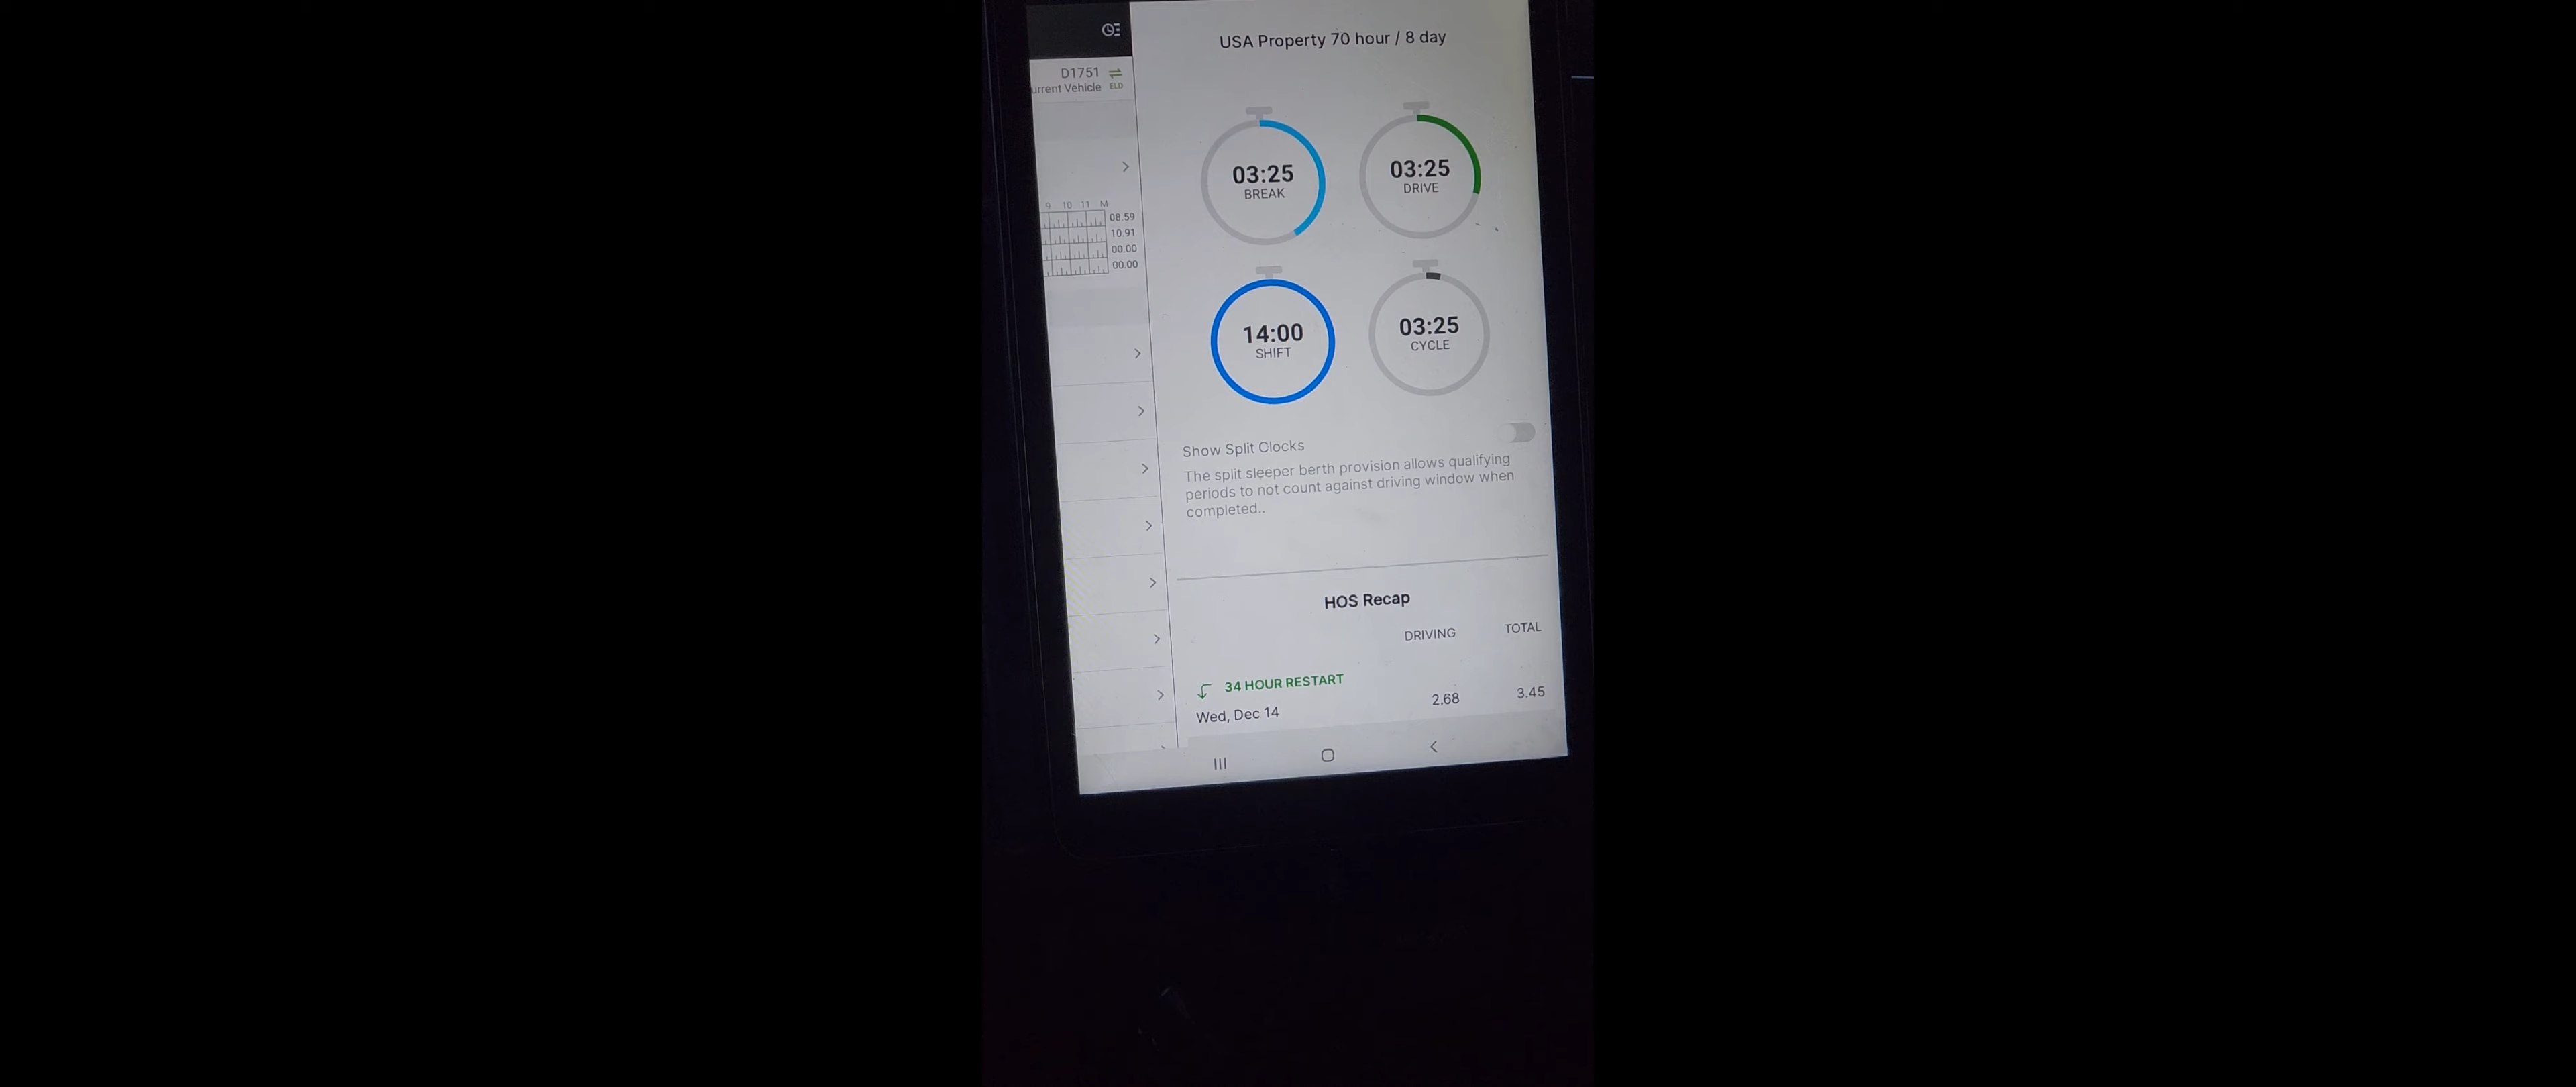 USA Property 70 hour / 8 day
D1751
urrent Vehicle
ELD
03:25
BREAK
03:25
DRIVE
9 10 11 M
08.59
10.91
00.00
00.00
14:00
SHIFT
03:25
CYCLE
Show Split Clocks
The split sleeper berth provision allows qualifying
periods to not count against driving window when
completed..
HOS Recap
DRIVING TOTAL
34 HOUR RESTART
Wed, Dec 14 2.68 3.45